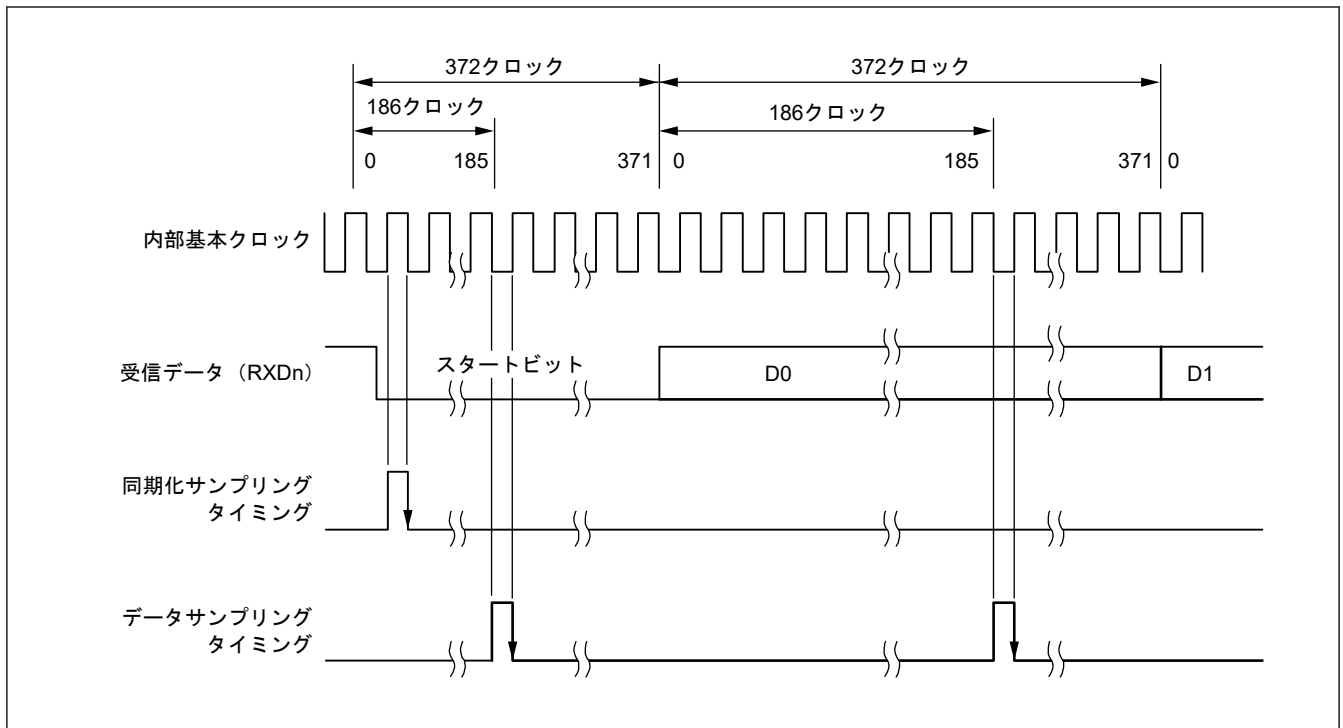 372クロック 372クロック
186クロック 186クロック
0 185 371 0 185 371 0
内部基本クロック
受信データ（RXDn） スタートビット D0 D1
同期化サンプリング
タイミング
データサンプリング
タイミング